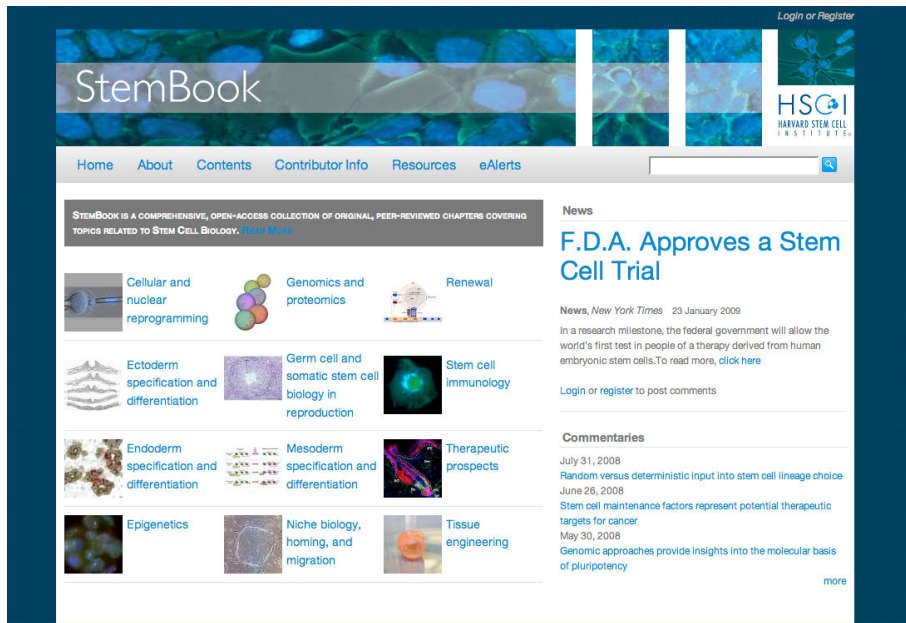 Login or Register
StemBook
HSCI
HARVARD STEM CELL
INSTITUTE
Home About Contents Contributor Info Resources eAlerts
STEMBOOK IS A COMPREHENSIVE, OPEN-ACCESS COLLECTION OF ORIGINAL, PEER-REVIEWED CHAPTERS COVERING
TOPICS RELATED TO STEM CELL BIOLOGY. READ MORE
Cellular and
nuclear
reprogramming
Genomics and
proteomics
Renewal
Ectoderm
specification and
differentiation
Germ cell and
somatic stem cell
biology in
reproduction
Stem cell
immunology
Endoderm
specification and
differentiation
Mesoderm
specification and
differentiation
Therapeutic
prospects
Epigenetics
Niche biology,
homing, and
migration
Tissue
engineering
News
F.D.A. Approves a Stem
Cell Trial
News, New York Times 23 January 2009
In a research milestone, the federal government will allow the
world's first test in people of a therapy derived from human
embryonic stem cells.To read more, click here
Login or register to post comments
Commentaries
July 31, 2008
Random versus deterministic input into stem cell lineage choice
June 26, 2008
Stem cell maintenance factors represent potential therapeutic
targets for cancer
May 30, 2008
Genomic approaches provide insights into the molecular basis
of pluripotency
more